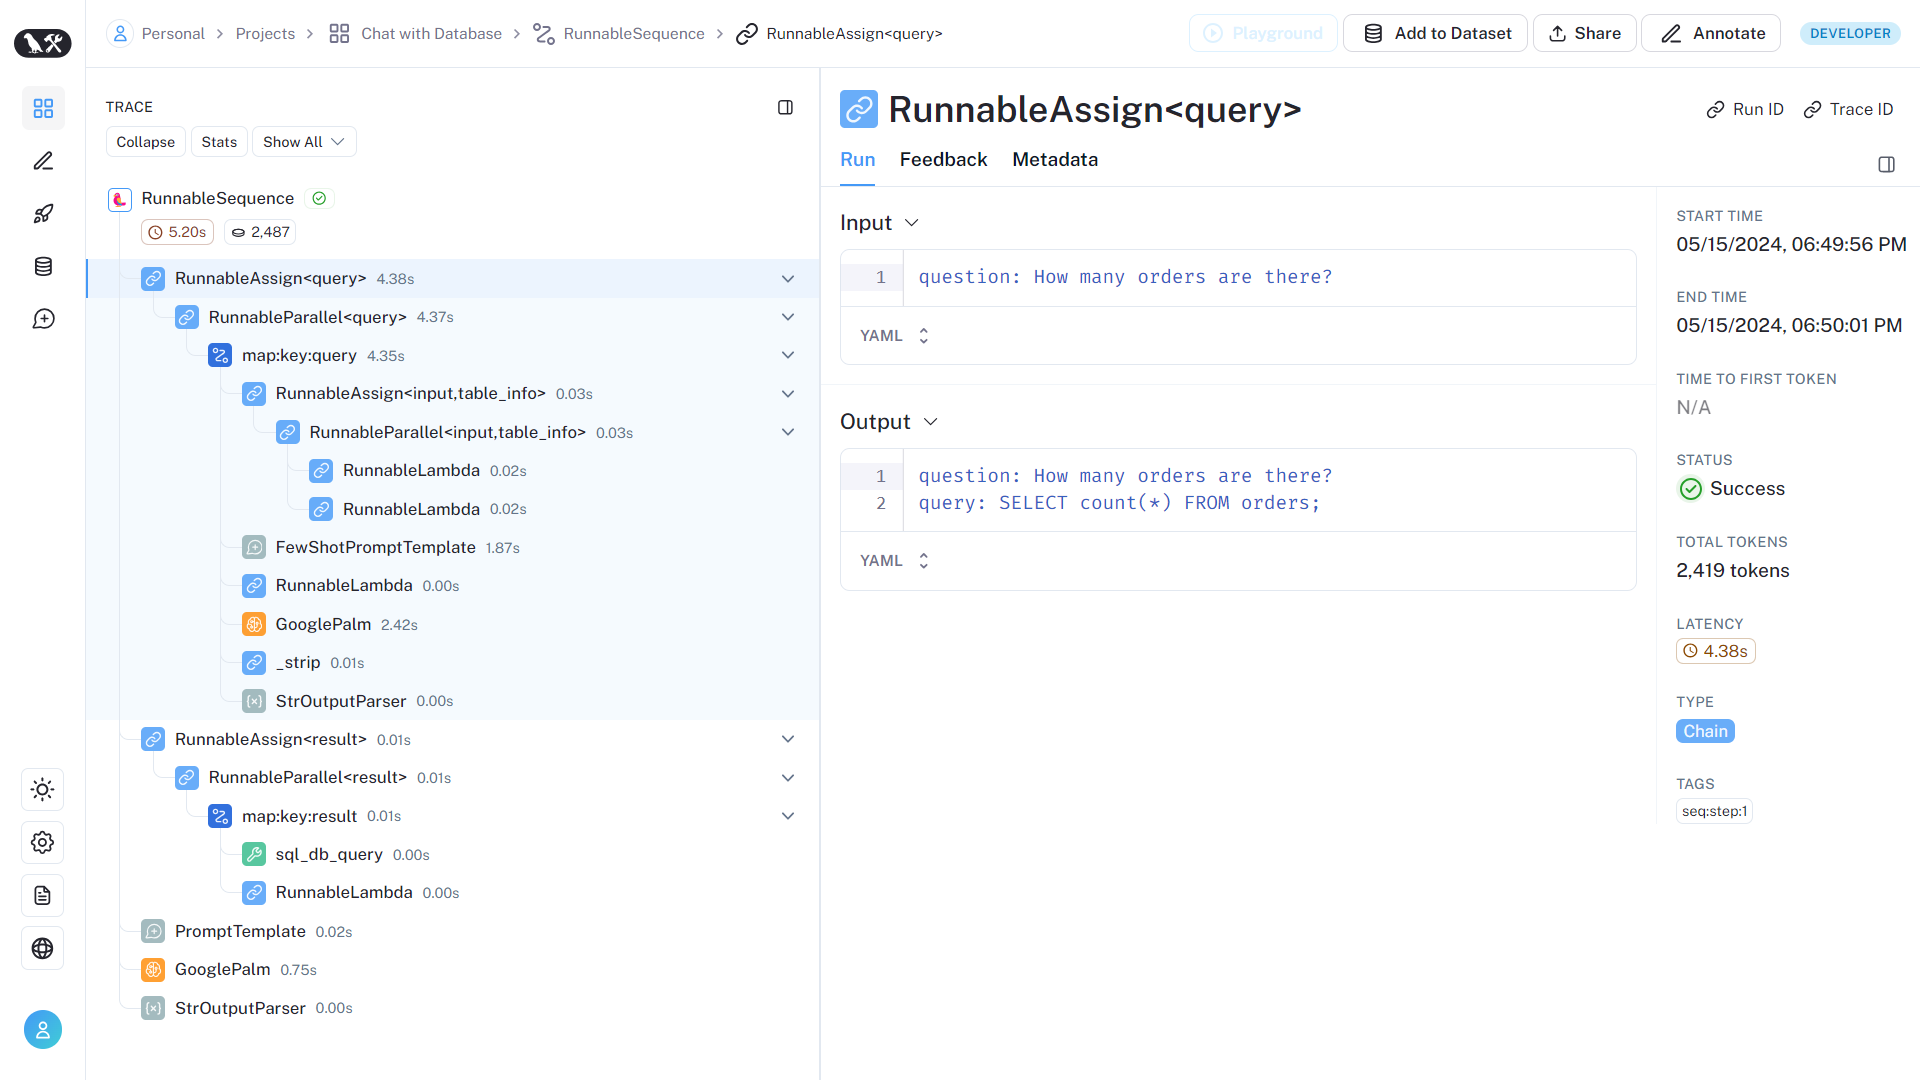 Personal > Projects > Chat with Database > RunnableSequence > RunnableAssign<query>
Playground
Add to Dataset
Share
Annotate
DEVELOPER
TRACE
Collapse
Stats
Show All
RunnableSequence
5.20s
2,487
RunnableAssign<query> 4.38s
RunnableParallel<query> 4.37s
map:key:query 4.35s
RunnableAssign<input,table_info> 0.03s
RunnableParallel<input,table_info> 0.03s
RunnableLambda 0.02s
RunnableLambda 0.02s
FewShotPromptTemplate 1.87s
RunnableLambda 0.00s
GooglePalm 2.42s
_strip 0.01s
StrOutputParser 0.00s
RunnableAssign<result> 0.01s
RunnableParallel<result> 0.01s
map:key:result 0.01s
sql_db_query 0.00s
RunnableLambda 0.00s
PromptTemplate 0.02s
GooglePalm 0.75s
StrOutputParser 0.00s
RunnableAssign<query>
Run ID
Trace ID
Run
Feedback
Metadata
Input
1 question: How many orders are there?
YAML
Output
1 question: How many orders are there?
2 query: SELECT count(*) FROM orders;
YAML
START TIME
05/15/2024, 06:49:56 PM
END TIME
05/15/2024, 06:50:01 PM
TIME TO FIRST TOKEN
N/A
STATUS
Success
TOTAL TOKENS
2,419 tokens
LATENCY
4.38s
TYPE
Chain
TAGS
seq:step:1